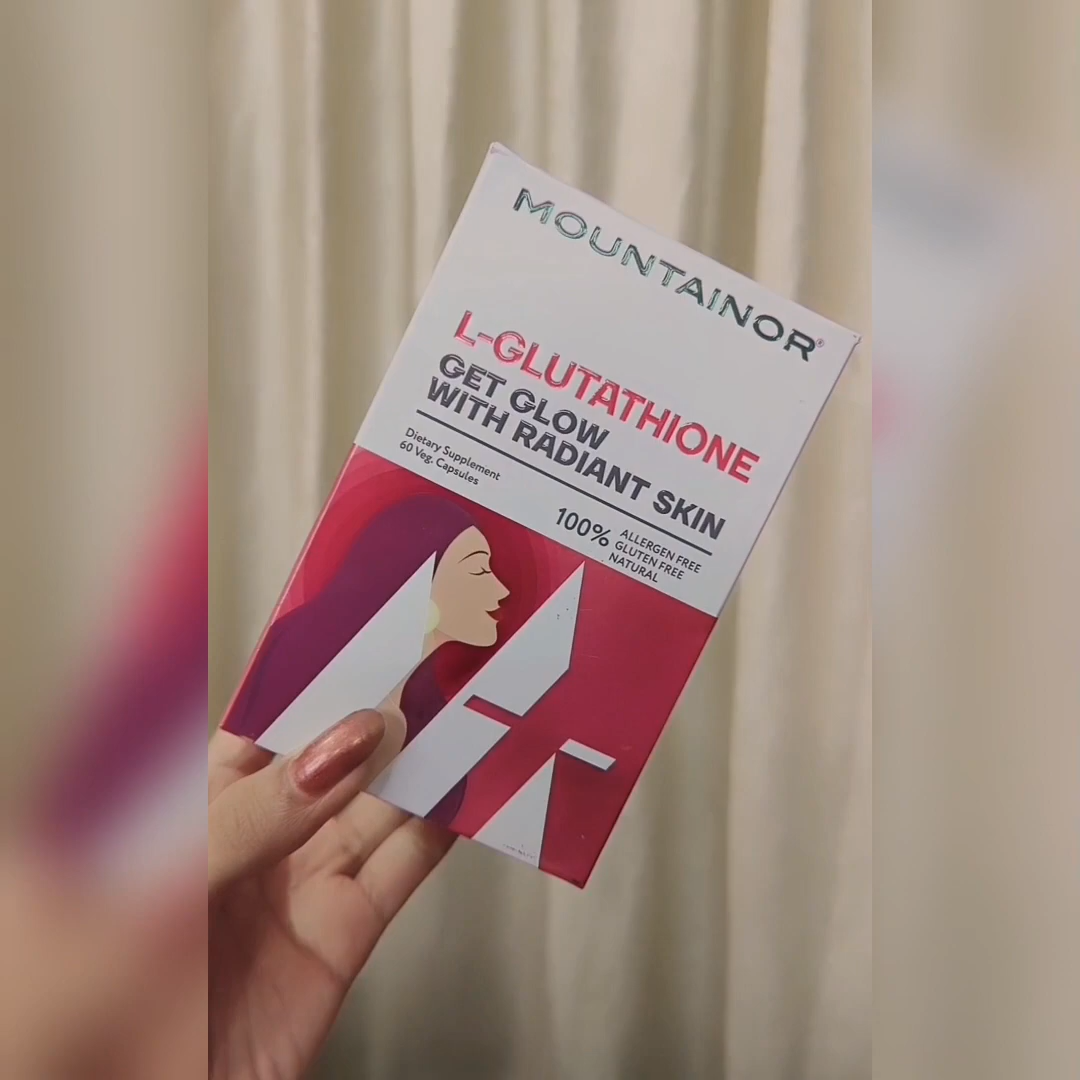 MOUNTAINOR®
L-GLUTATHIONE
GET GLOW
WITH RADIANT SKIN
Dietary Supplement
60 Veg. Capsules
100%
ALLERGEN FREE
GLUTEN FREE
NATURAL